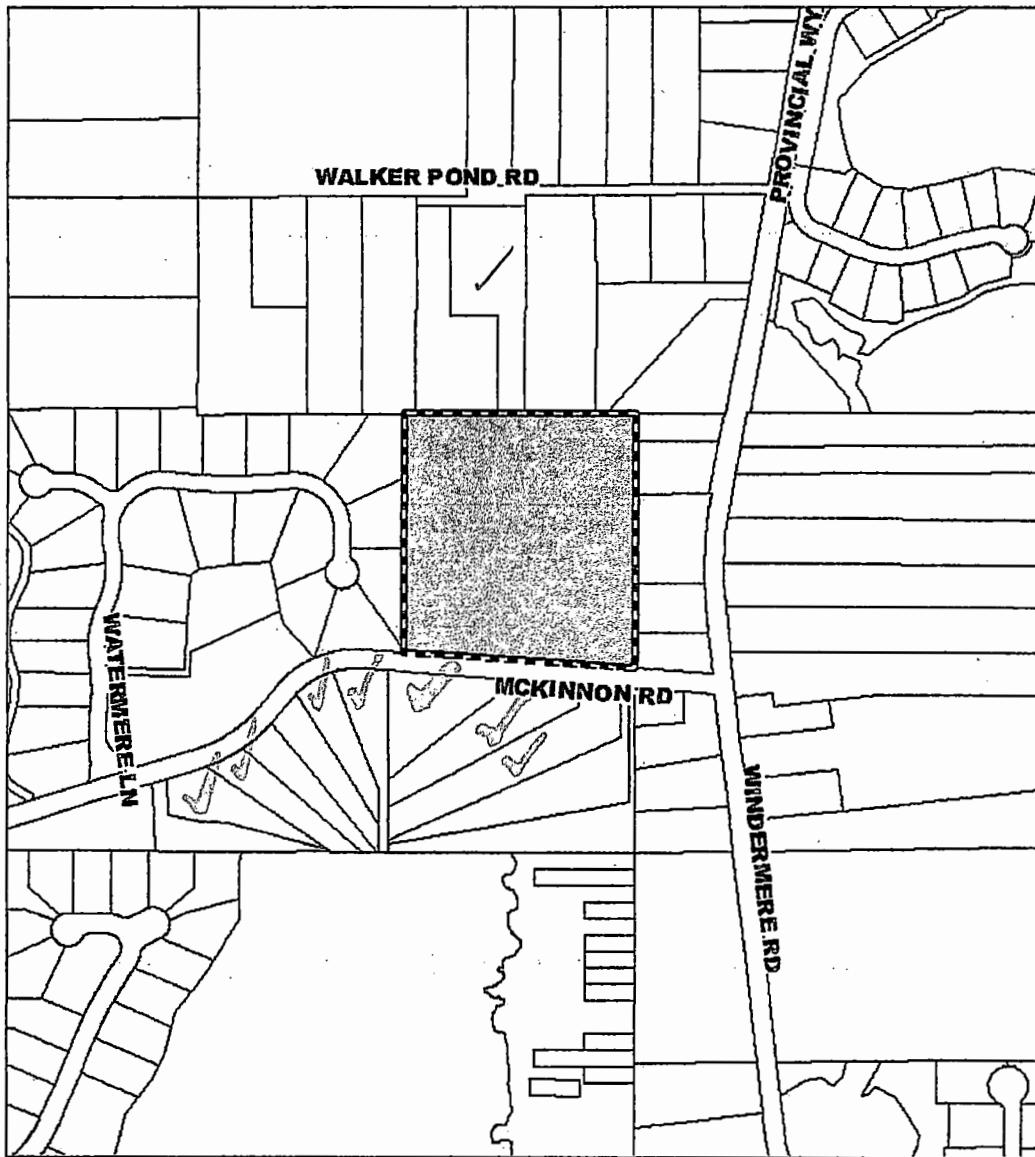 PROVINCIAL WY
WALKER POND RD
WATERMERE LN
MCKINNON RD
WINDERMERE RD